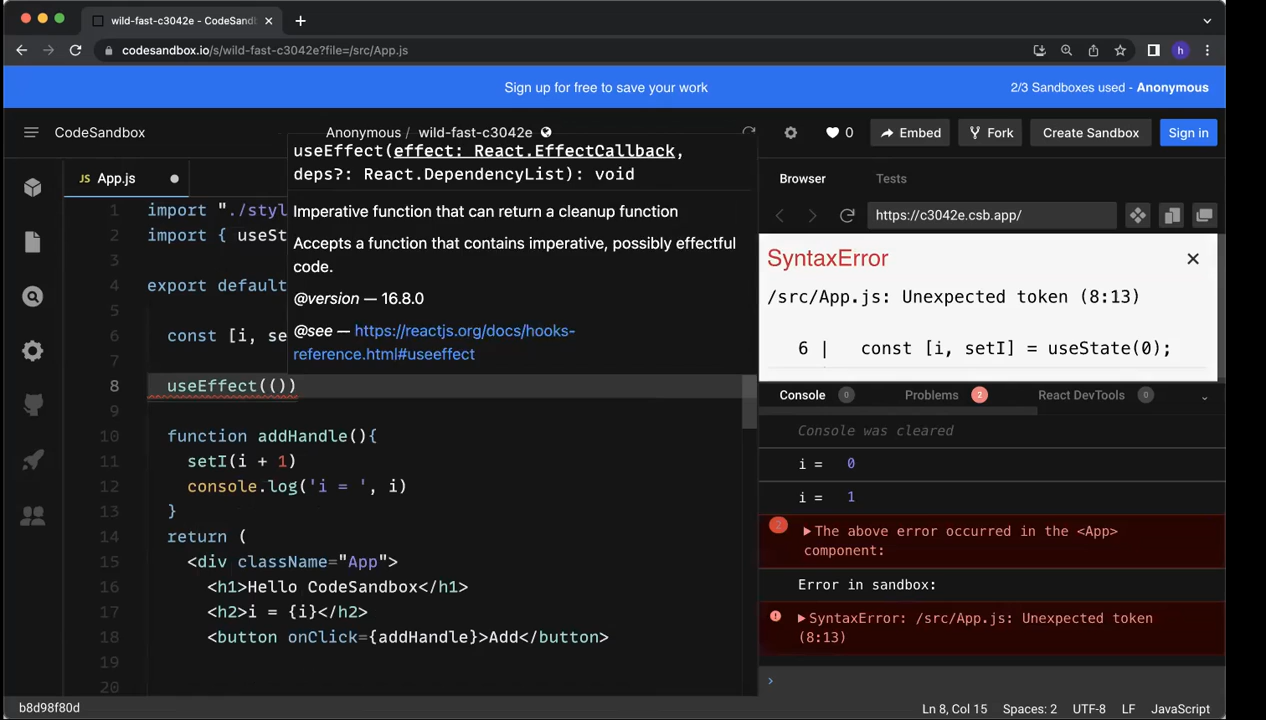 wild-fast-c3042e - CodeSandb
codesandbox.io/s/wild-fast-c3042e?file=/src/App.js
h
Sign up for free to save your work
2/3 Sandboxes used - Anonymous
CodeSandbox
Anonymous / wild-fast-c3042e
0
Embed
Fork
Create Sandbox
Sign in
JS App.js
useEffect(effect: React.EffectCallback,
deps?: React.DependencyList): void
Imperative function that can return a cleanup function
Accepts a function that contains imperative, possibly effectful
code.
@version — 16.8.0
@see — https://reactjs.org/docs/hooks-
reference.html#useeffect
1 import "./styl
2 import { useSt
3
4 export default
5
6 const [i, se
7
8 useEffect(())
9
10 function addHandle(){
11 setI(i + 1)
12 console.log('i = ', i)
13 }
14 return (
15 <div className="App">
16 <h1>Hello CodeSandbox</h1>
17 <h2>i = {i}</h2>
18 <button onClick={addHandle}>Add</button>
19
20
Browser
Tests
https://c3042e.csb.app/
SyntaxError
/src/App.js: Unexpected token (8:13)
6 | const [i, setI] = useState(0);
Console 0
Problems 2
React DevTools 0
Console was cleared
i = 0
i = 1
2
▶The above error occurred in the <App>
component:
Error in sandbox:
▶SyntaxError: /src/App.js: Unexpected token
(8:13)
›
b8d98f80d
Ln 8, Col 15
Spaces: 2
UTF-8
LF
JavaScript